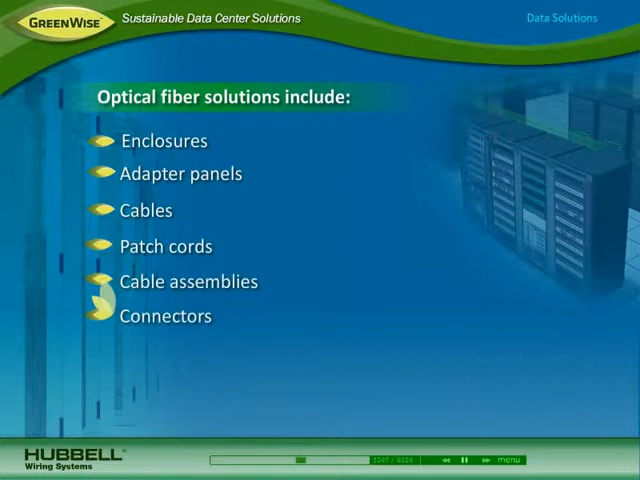 GREENWISE
Sustainable Data Center Solutions
Data Solutions
Optical fiber solutions include:
Enclosures
Adapter panels
Cables
Patch cords
Cable assemblies
Connectors
HUBBELL®
Wiring Systems
menu